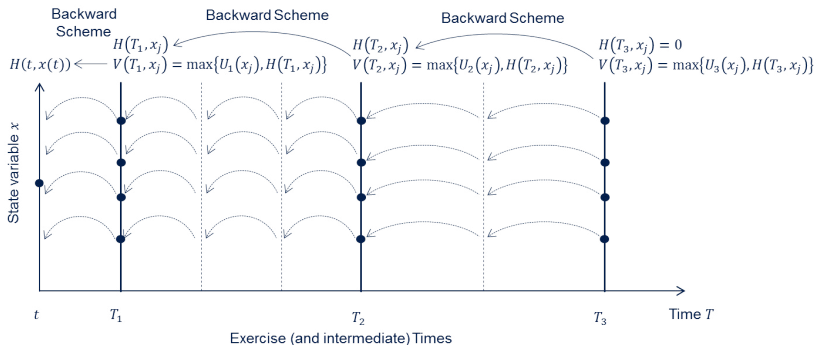 Backward
Scheme
Backward Scheme
Backward Scheme
H(T₁, xⱼ)
H(T₂, xⱼ)
H(T₃, xⱼ) = 0
H(t, x(t))
V(T₁, xⱼ) = max{U₁(xⱼ), H(T₁, xⱼ)}
V(T₂, xⱼ) = max{U₂(xⱼ), H(T₂, xⱼ)}
V(T₃, xⱼ) = max{U₃(xⱼ), H(T₃, xⱼ)}
State variable x
t
T₁
T₂
T₃
Time T
Exercise (and intermediate) Times